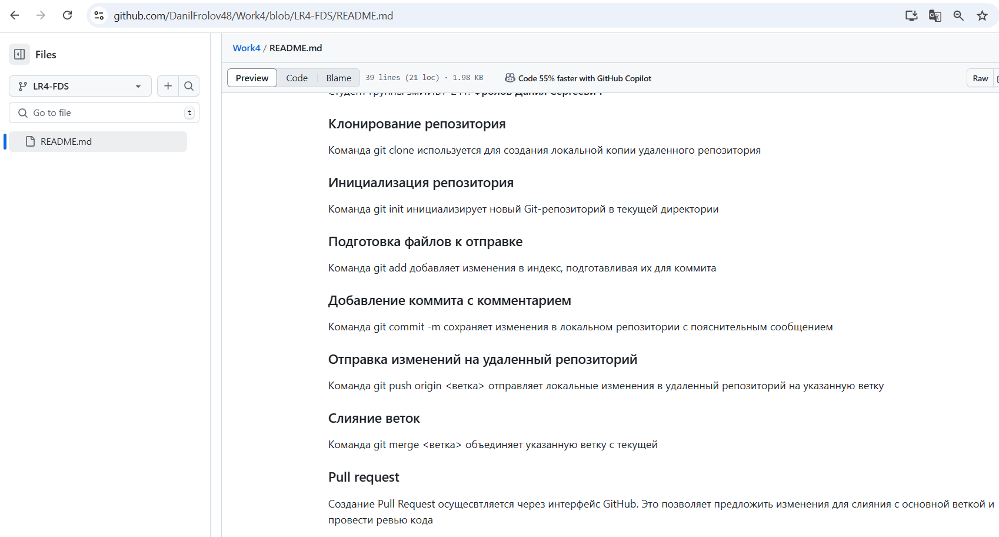 github.com/DanilFrolov48/Work4/blob/LR4-FDS/README.md
Files
LR4-FDS
Go to file
t
README.md
Work4 / README.md
Preview Code Blame 39 lines (21 loc) · 1.98 KB Code 55% faster with GitHub Copilot Raw
Фролов Данил Сергеевич
Клонирование репозитория
Команда git clone используется для создания локальной копии удаленного репозитория
Инициализация репозитория
Команда git init инициализирует новый Git-репозиторий в текущей директории
Подготовка файлов к отправке
Команда git add добавляет изменения в индекс, подготавливая их для коммита
Добавление коммита с комментарием
Команда git commit -m сохраняет изменения в локальном репозитории с пояснительным сообщением
Отправка изменений на удаленный репозиторий
Команда git push origin <ветка> отправляет локальные изменения в удаленный репозиторий на указанную ветку
Слияние веток
Команда git merge <ветка> объединяет указанную ветку с текущей
Pull request
Создание Pull Request осущесвтляется через интерфейс GitHub. Это позволяет предложить изменения для слияния с основной веткой и
провести ревью кода